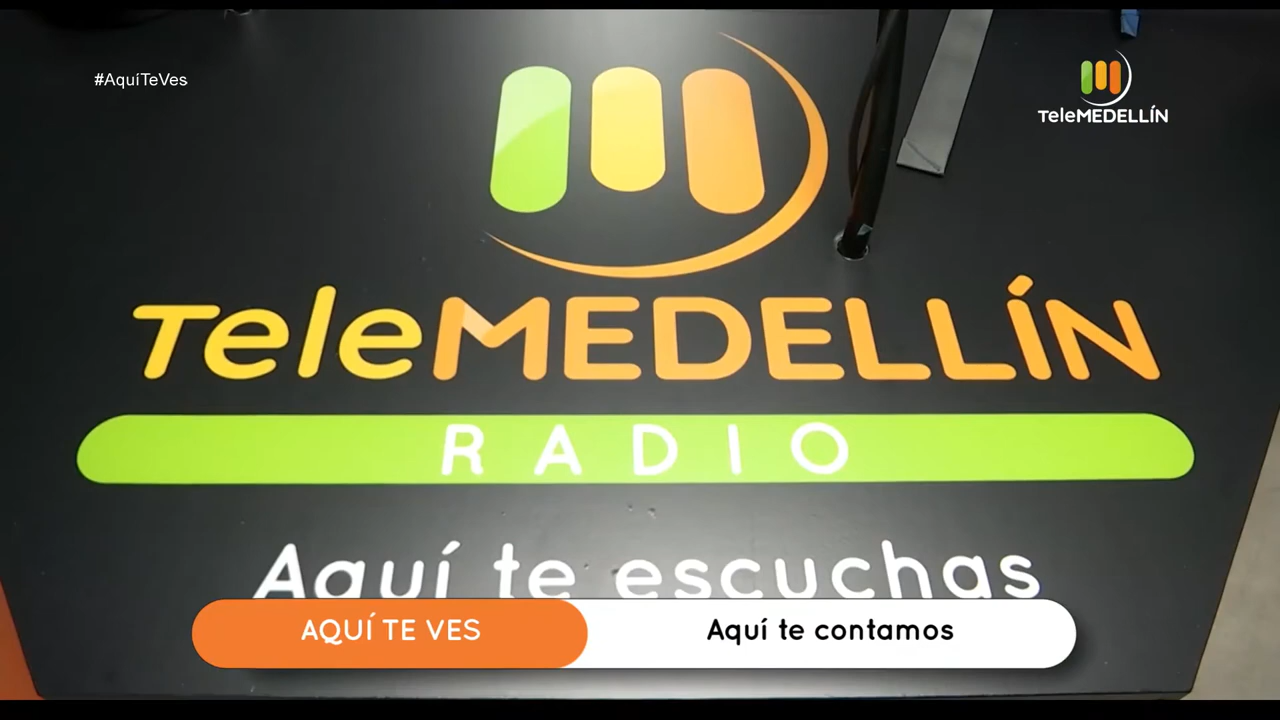 #AquíTeVes
TeleMEDELLÍN
TeleMEDELLÍN
RADIO
Aquí te escuchas
AQUÍ TE VES
Aquí te contamos